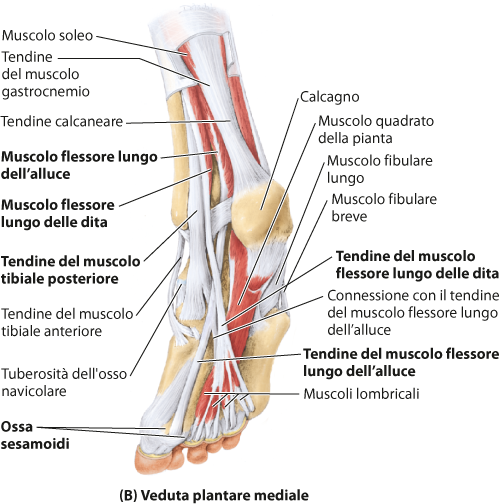 Muscolo soleo
Tendine
del muscolo
gastrocnemio
Tendine calcaneare
Muscolo flessore lungo
dell'alluce
Muscolo flessore
lungo delle dita
Tendine del muscolo
tibiale posteriore
Tendine del muscolo
tibiale anteriore
Tuberosità dell'osso
navicolare
Ossa
sesamoidi
Calcagno
Muscolo quadrato
della pianta
Muscolo fibulare
lungo
Muscolo fibulare
breve
Tendine del muscolo
flessore lungo delle dita
Connessione con il tendine
del muscolo flessore lungo
dell'alluce
Tendine del muscolo flessore
lungo dell'alluce
Muscoli lombricali
(B) Veduta plantare mediale